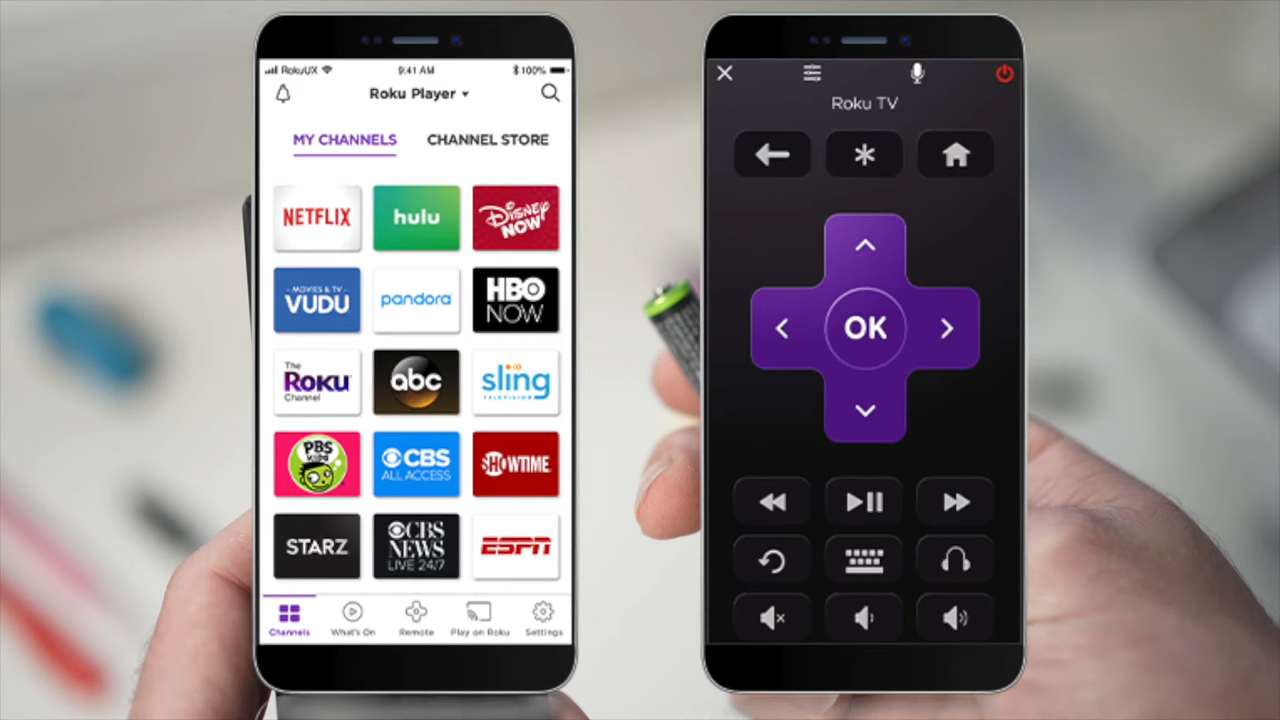 RokuUX
9:41 AM
100%
Roku Player
MY CHANNELS
CHANNEL STORE
NETFLIX
hulu
DISNEY NOW
MOVIES & TV
VUDU
pandora
HBO
NOW
The
Roku
Channel
abc
sling
TELEVISION
PBS
KIDS
CBS
ALL ACCESS
SHOWTIME
STARZ
CBS
NEWS
LIVE 24/7
ESPN
Channels
What's On
Remote
Play on Roku
Settings
Roku TV
OK